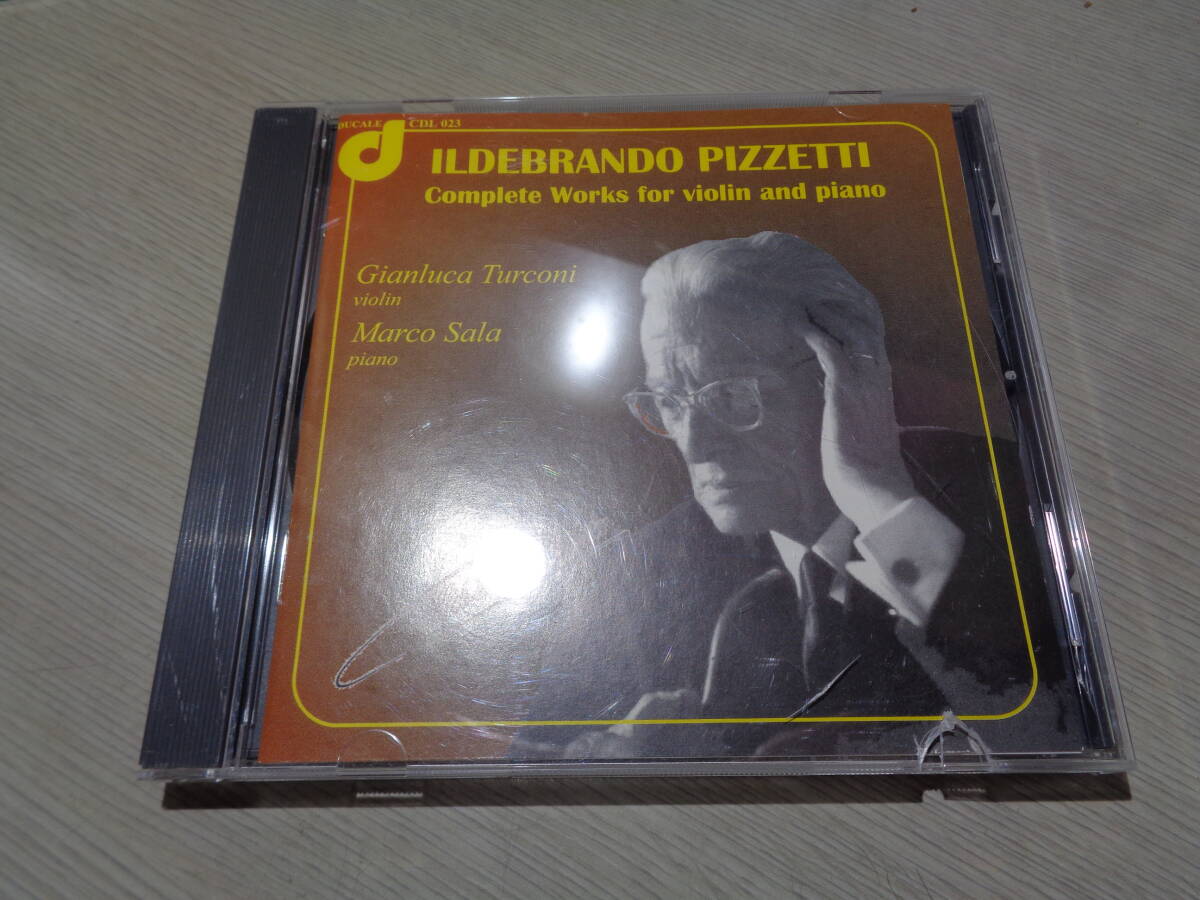 DUCALE CDL 023
ILDEBRANDO PIZZETTI
Complete Works for violin and piano
Gianluca Turconi
violin
Marco Sala
piano